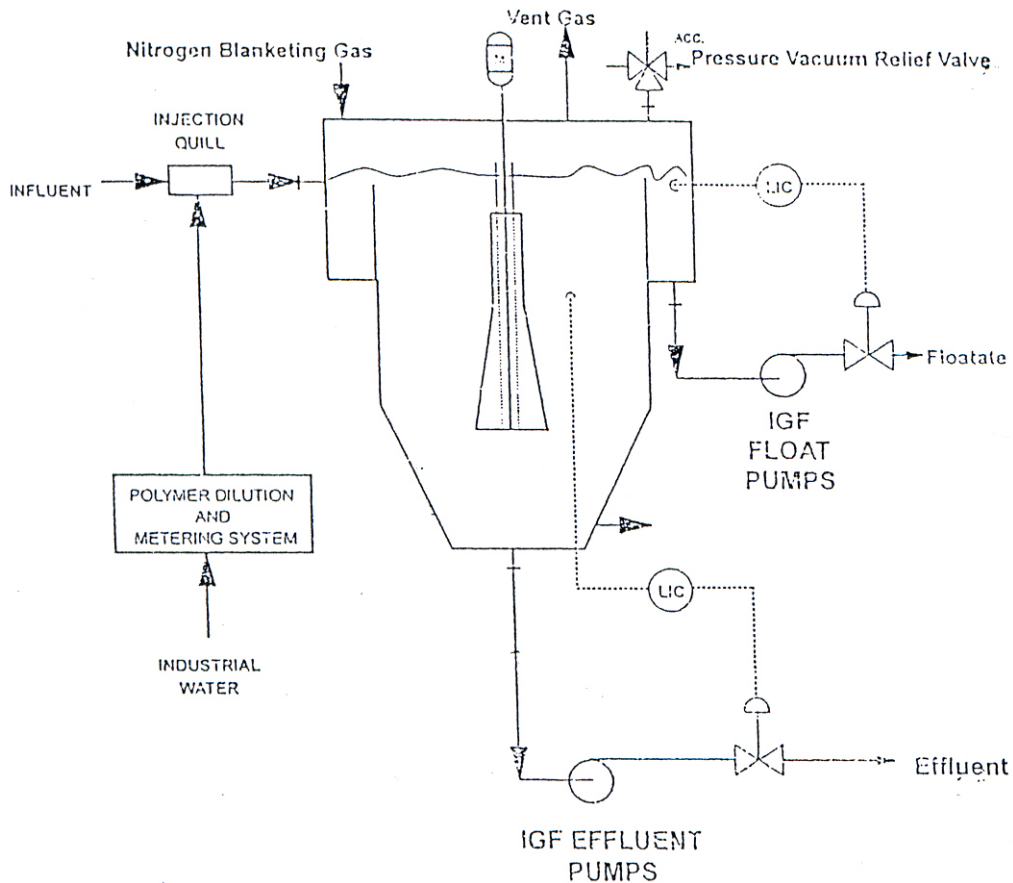 Vent Gas
Nitrogen Blanketing Gas
M
ACC.
Pressure Vacuum Relief Valve
INJECTION
QUILL
INFLUENT
LIC
Floatate
IGF
FLOAT
PUMPS
POLYMER DILUTION
AND
METERING SYSTEM
LIC
INDUSTRIAL
WATER
Effluent
IGF EFFLUENT
PUMPS